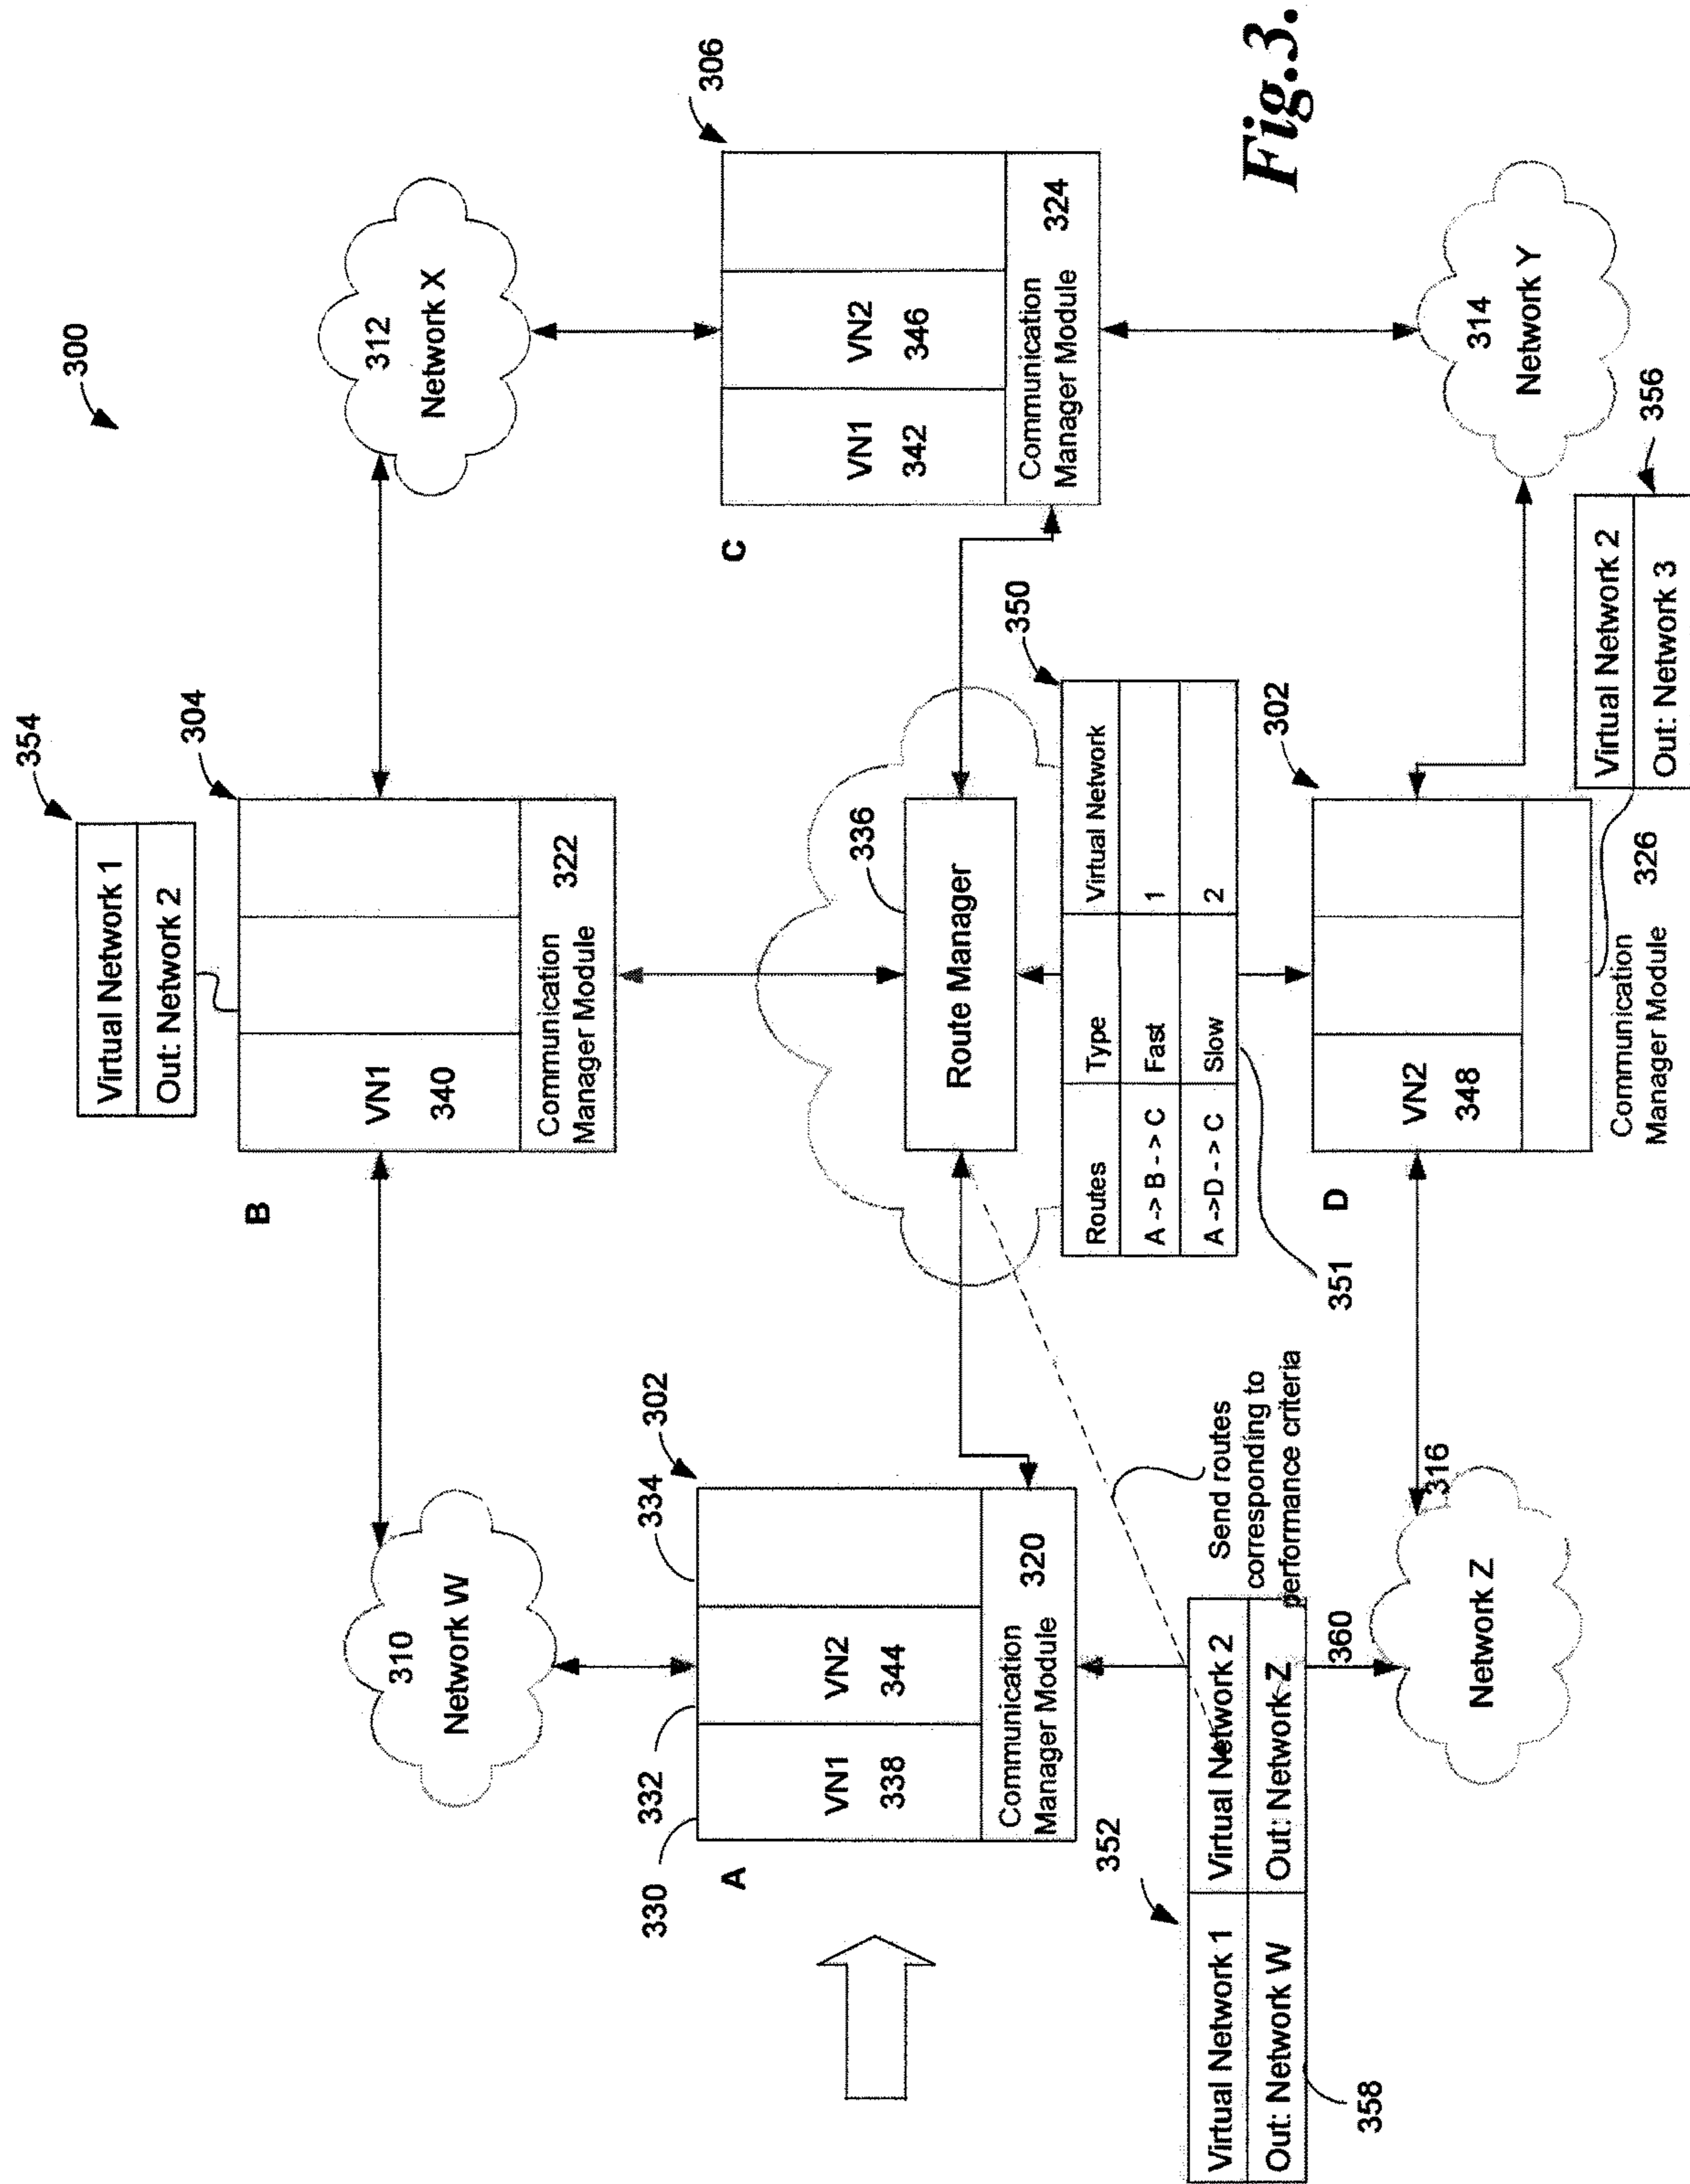 300
354
Virtual Network 1
Out: Network 2
304
B
VN1
340
Communication
Manager Module
322
310
Network W
312
Network X
306
C
VN1
342
VN2
346
Communication
Manager Module
324
330
332
334
302
A
VN1
338
VN2
344
Communication
Manager Module
320
336
Route Manager
350
Routes
Type
Virtual Network
A -> B - > C
Fast
1
A ->D - > C
Slow
2
351
352
Virtual Network 1
Virtual Network 2
Out: Network W
Out: Network Z
358
360
Send routes
corresponding to
performance criteria
316
Network Z
302
D
VN2
348
Communication
Manager Module
326
314
Network Y
356
Virtual Network 2
Out: Network 3
Fig.3.